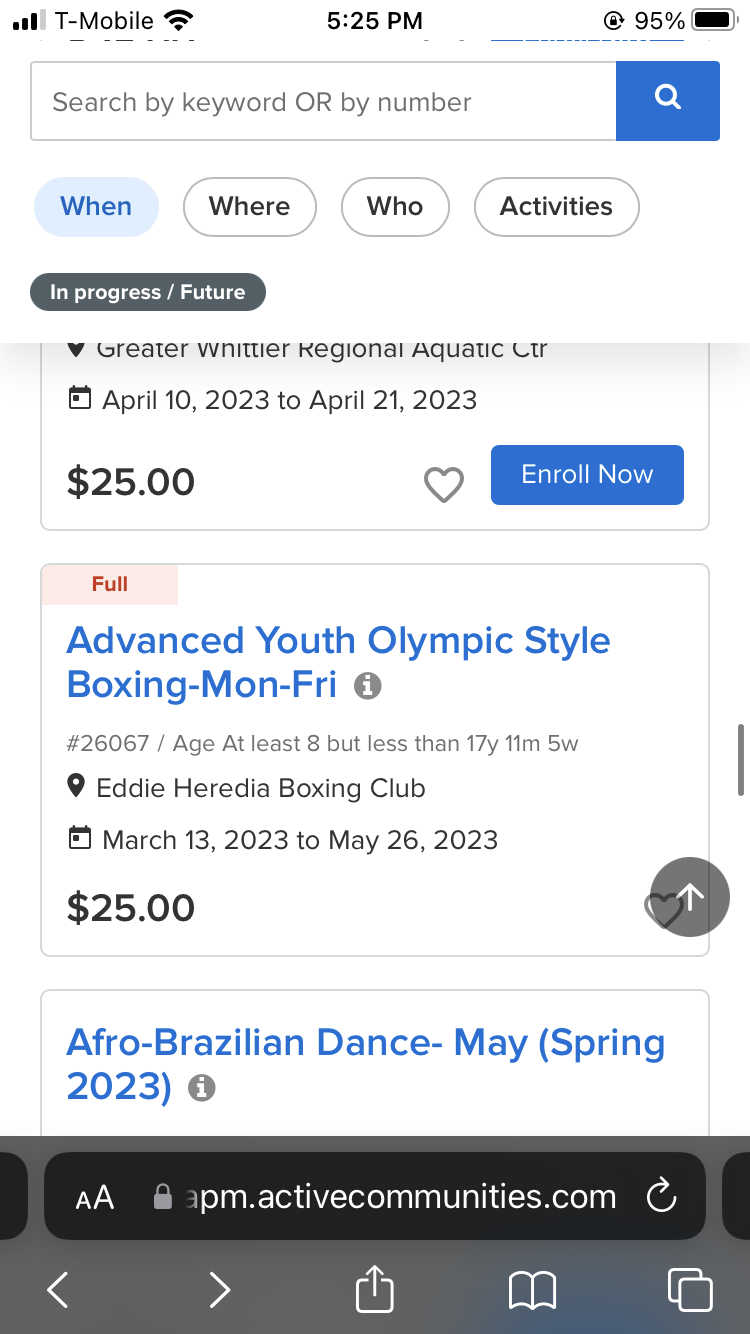 T-Mobile 5:25 PM 95%
Search by keyword OR by number
When Where Who Activities
In progress / Future
Greater Whittier Regional Aquatic Ctr
April 10, 2023 to April 21, 2023
$25.00 Enroll Now
Full
Advanced Youth Olympic Style
Boxing-Mon-Fri
#26067 / Age At least 8 but less than 17y 11m 5w
Eddie Heredia Boxing Club
March 13, 2023 to May 26, 2023
$25.00
Afro-Brazilian Dance- May (Spring
2023)
AA apm.activecommunities.com